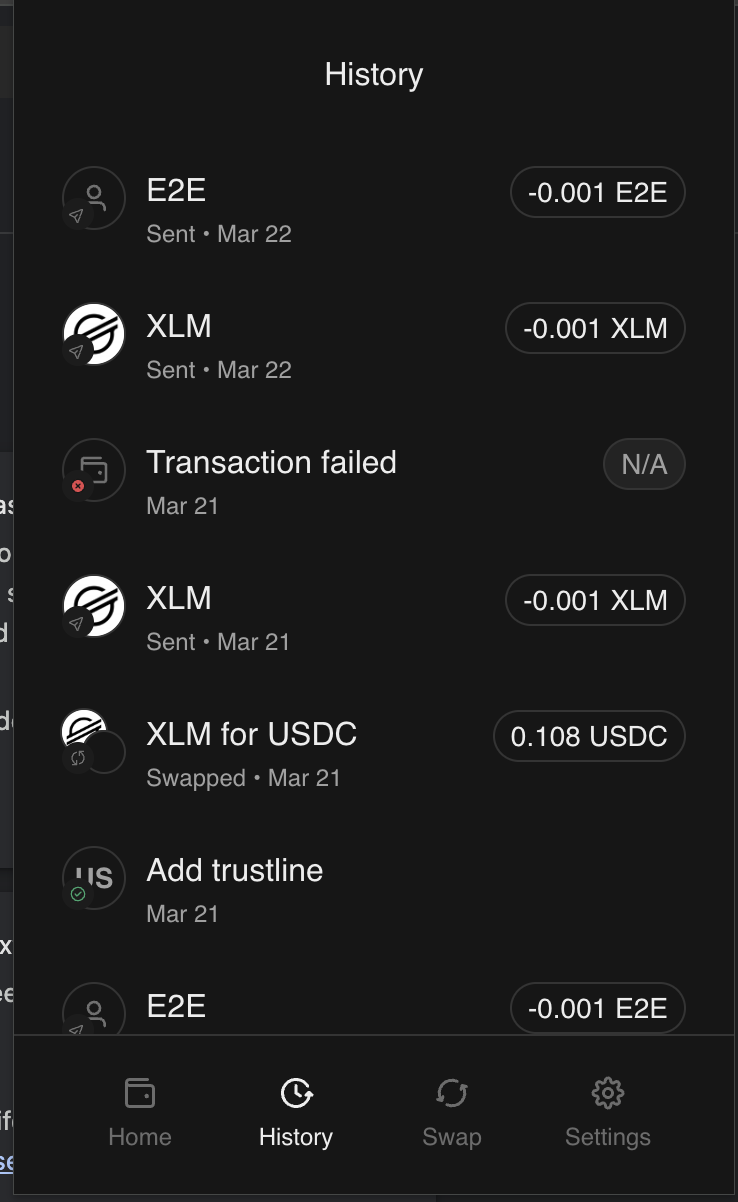 History
E2E
-0.001 E2E
Sent • Mar 22
XLM
-0.001 XLM
Sent • Mar 22
Transaction failed
N/A
Mar 21
XLM
-0.001 XLM
Sent • Mar 21
XLM for USDC
0.108 USDC
Swapped • Mar 21
US
Add trustline
Mar 21
E2E
-0.001 E2E
Home
History
Swap
Settings